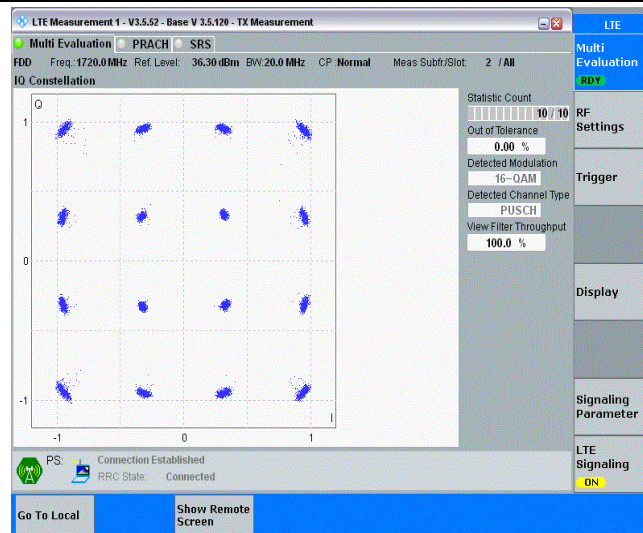 LTE Measurement 1 - V3.5.52 - Base V 3.5.120 - TX Measurement
LTE
Multi Evaluation PRACH SRS
FDD Freq.:1720.0 MHz Ref. Level: 36.30 dBm BW:20.0 MHz CP :Normal Meas Subfr./Slot: 2 / All
IQ Constellation
Q
1
0
-1
I
-1 0 1
Statistic Count
10 / 10
Out of Tolerance
0.00 %
Detected Modulation
16-QAM
Detected Channel Type
PUSCH
View Filter Throughput
100.0 %
PS: Connection Established
RRC State: Connected
Multi
Evaluation
RDY
RF
Settings
Trigger
Display
Signaling
Parameter
LTE
Signaling
ON
Go To Local
Show Remote
Screen